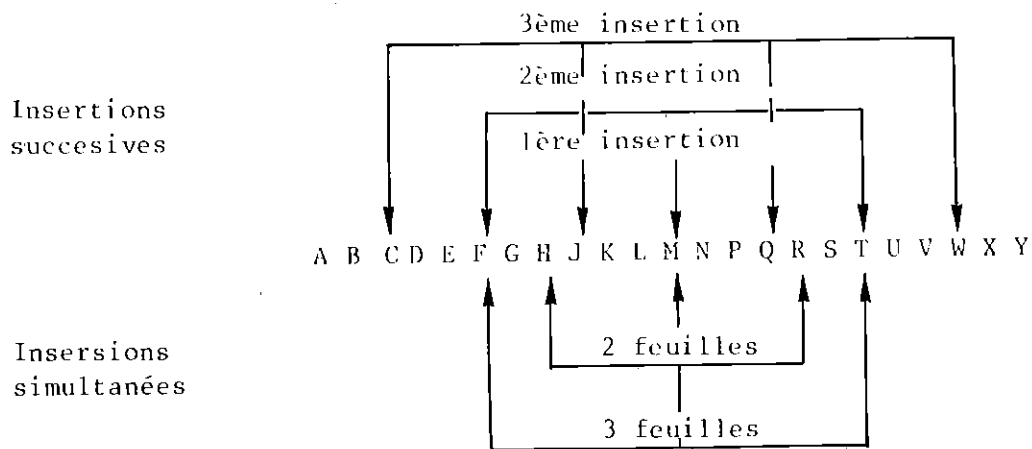 3ème insertion
2ème insertion
Insertions
succesives
1ère insertion
A B C D E F G H J K L M N P Q R S T U V W X Y
Insersions
simultanées
2 feuilles
3 feuilles